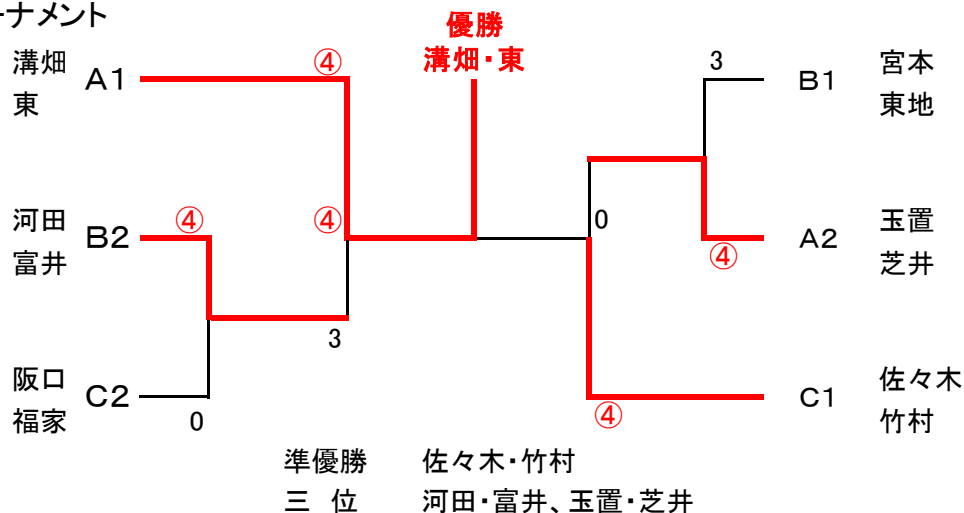 ーナメント
優勝
溝畑・東
溝畑
東
A1
④
3
B1
宮本
東地
河田
富井
B2
④
④
0
A2
玉置
芝井
④
3
阪口
福家
C2
0
④
C1
佐々木
竹村
準優勝 佐々木・竹村
三 位 河田・富井、玉置・芝井